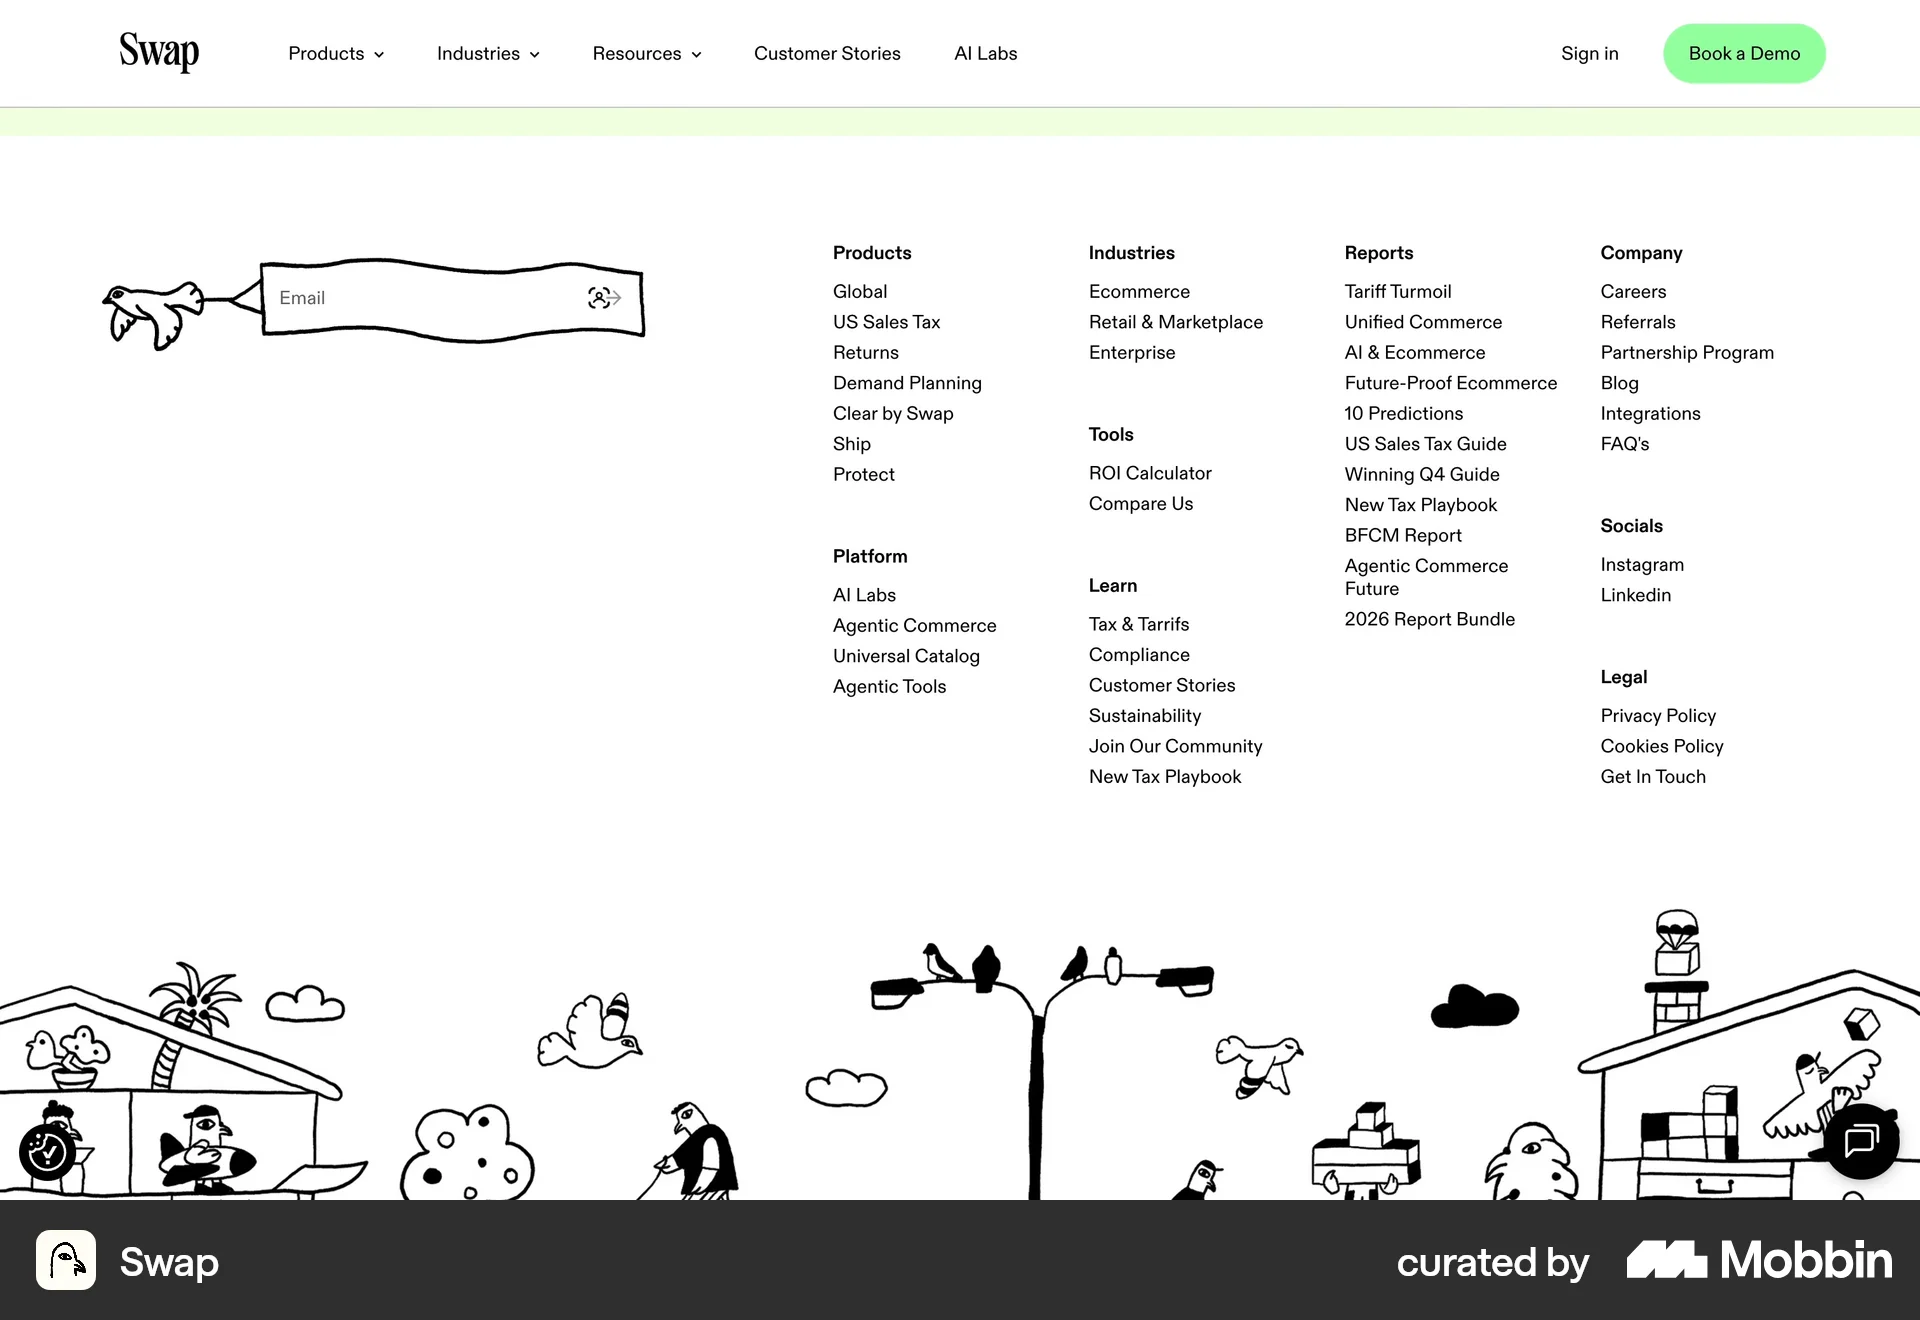 Swap
Products
Industries
Resources
Customer Stories
AI Labs
Sign in
Book a Demo
Email
Products
Global
US Sales Tax
Returns
Demand Planning
Clear by Swap
Ship
Protect
Platform
AI Labs
Agentic Commerce
Universal Catalog
Agentic Tools
Industries
Ecommerce
Retail & Marketplace
Enterprise
Tools
ROI Calculator
Compare Us
Learn
Tax & Tarrifs
Compliance
Customer Stories
Sustainability
Join Our Community
New Tax Playbook
Reports
Tariff Turmoil
Unified Commerce
AI & Ecommerce
Future-Proof Ecommerce
10 Predictions
US Sales Tax Guide
Winning Q4 Guide
New Tax Playbook
BFCM Report
Agentic Commerce
Future
2026 Report Bundle
Company
Careers
Referrals
Partnership Program
Blog
Integrations
FAQ's
Socials
Instagram
Linkedin
Legal
Privacy Policy
Cookies Policy
Get In Touch
Swap
curated by
Mobbin